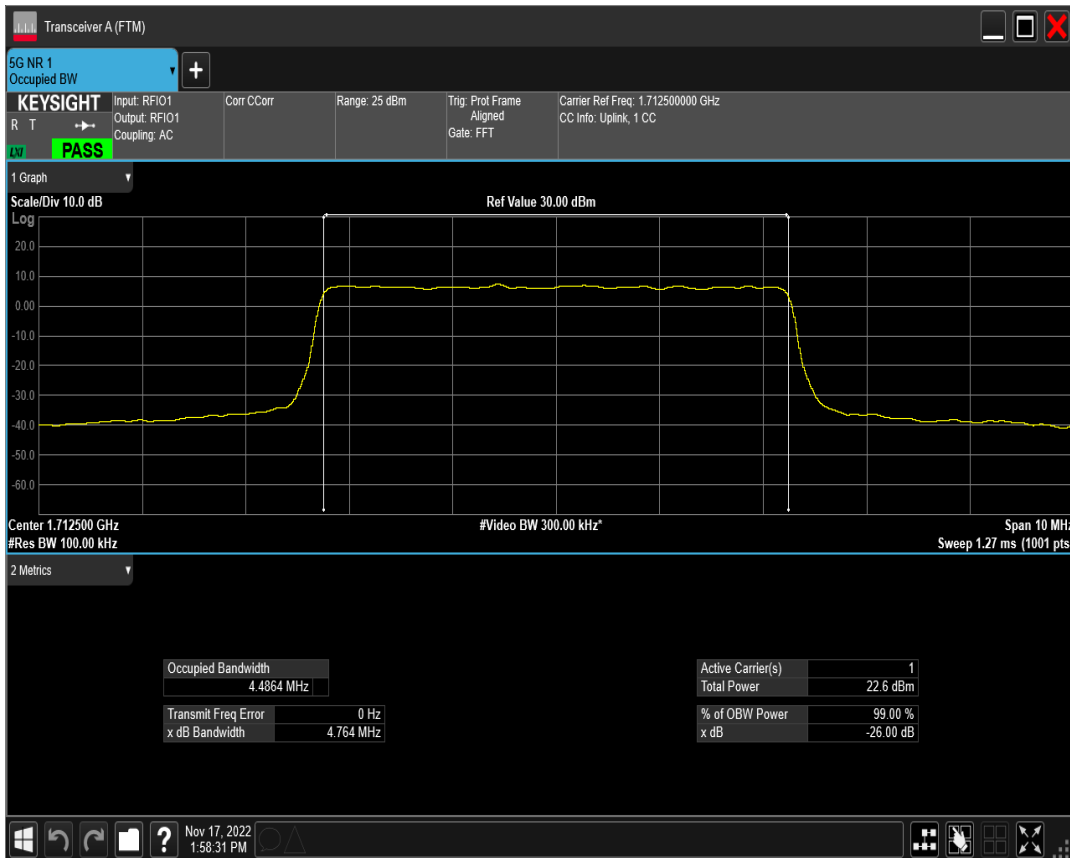 Transceiver A (FTM)
5G NR 1
Occupied BW
+
KEYSIGHT
R T
LXI
PASS
Input: RFIO1
Output: RFIO1
Coupling: AC
Corr CCorr
Range: 25 dBm
Trig: Prot Frame
Aligned
Gate: FFT
Carrier Ref Freq: 1.712500000 GHz
CC Info: Uplink, 1 CC
1 Graph
Scale/Div 10.0 dB
Ref Value 30.00 dBm
Log
20.0
10.0
0.00
-10.0
-20.0
-30.0
-40.0
-50.0
-60.0
Center 1.712500 GHz
#Video BW 300.00 kHz*
Span 10 MHz
#Res BW 100.00 kHz
Sweep 1.27 ms (1001 pts
2 Metrics
Occupied Bandwidth
4.4864 MHz
Transmit Freq Error 0 Hz
x dB Bandwidth 4.764 MHz
Active Carrier(s) 1
Total Power 22.6 dBm
% of OBW Power 99.00 %
x dB -26.00 dB
?
Nov 17, 2022
1:58:31 PM